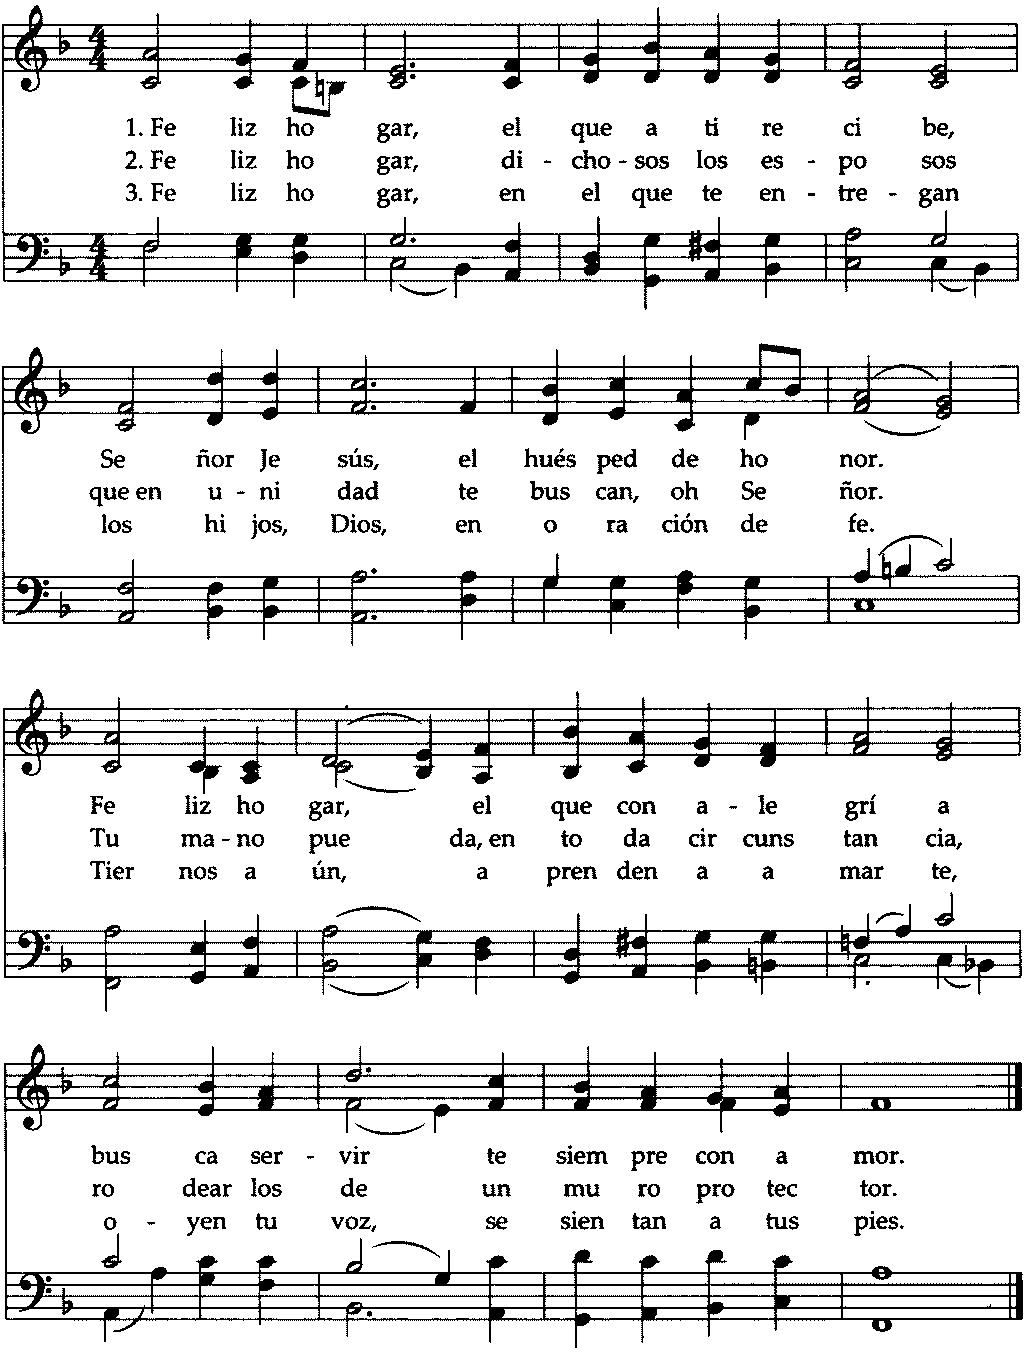 1. Fe liz ho gar, el que a ti re ci be,
2. Fe liz ho gar, di - cho - sos los es - po sos
3. Fe liz ho gar, en el que te en - tre - gan
Se ñor Je sús, el hués ped de ho nor.
que en u - ni dad te bus can, oh Se ñor.
los hi jos, Dios, en o ra ción de fe.
Fe liz ho gar, el que con a - le grí a
Tu ma - no pue da, en to da cir cuns tan cia,
Tier nos a ún, a pren den a a mar te,
bus ca ser - vir te siem pre con a mor.
ro dear los de un mu ro pro tec tor.
o - yen tu voz, se sien tan a tus pies.